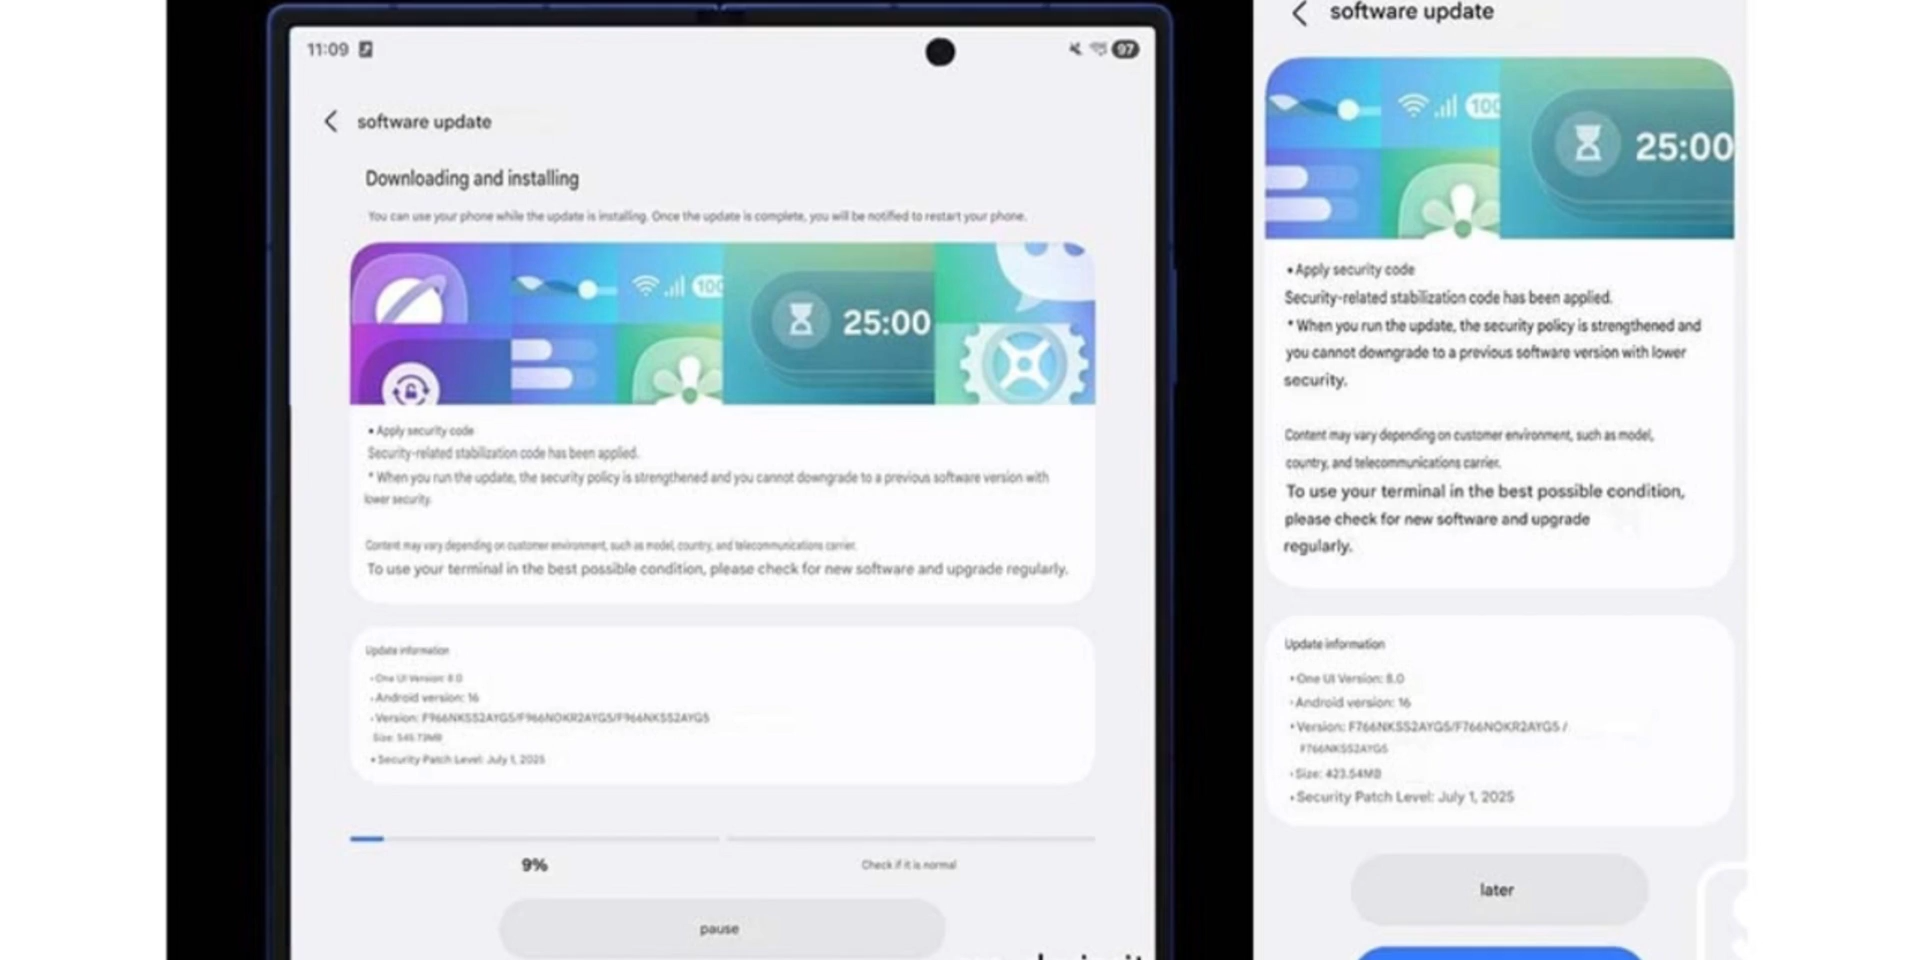 11:09
97
software update
Downloading and installing
You can use your phone while the update is installing. Once the update is complete, you will be notified to restart your phone.
100
25:00
• Apply security code
Security-related stabilization code has been applied.
* When you run the update, the security policy is strengthened and you cannot downgrade to a previous software version with
lower security.
Content may vary depending on customer environment, such as model, country, and telecommunications carrier.
To use your terminal in the best possible condition, please check for new software and upgrade regularly.
Update information
• One UI Version: 8.0
• Android version: 16
• Version: F966NKSS2AYG5/F966NOKR2AYG5/F966NKSS2AYG5
Size: 545.73MB
• Security Patch Level: July 1, 2025
9%
Check if it is normal
pause
software update
100
25:00
• Apply security code
Security-related stabilization code has been applied.
* When you run the update, the security policy is strengthened and
you cannot downgrade to a previous software version with lower
security.
Content may vary depending on customer environment, such as model,
country, and telecommunications carrier.
To use your terminal in the best possible condition,
please check for new software and upgrade
regularly.
Update information
• One UI Version: 8.0
• Android version: 16
• Version: F766NKSS2AYG5/F766NOKR2AYG5 /
F766NKSS2AYG5
• Size: 423.54MB
• Security Patch Level: July 1, 2025
later